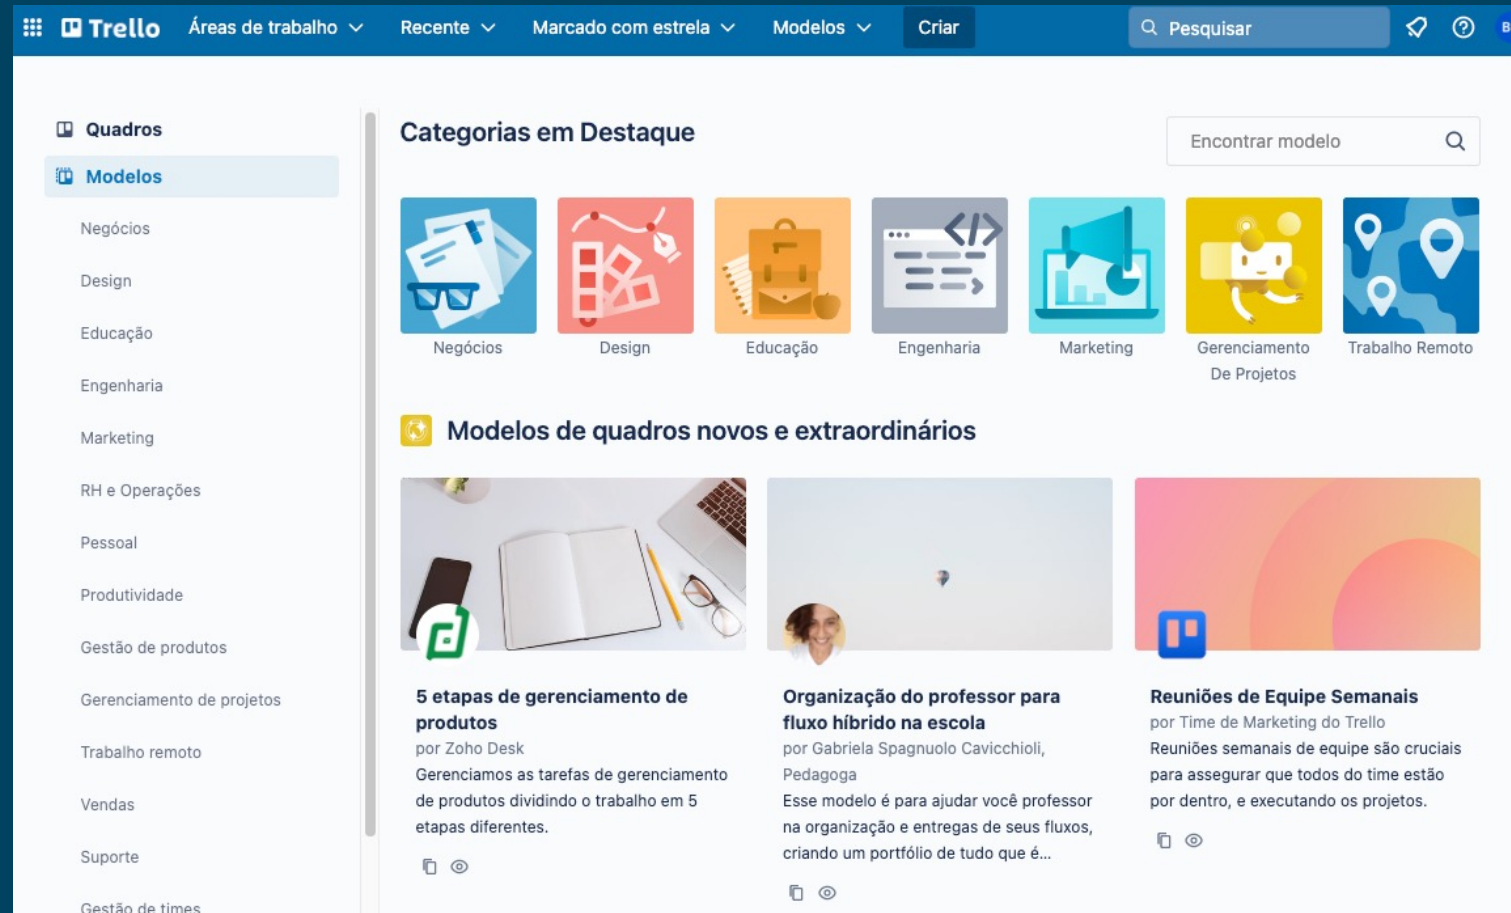 Trello
Áreas de trabalho
Recente
Marcado com estrela
Modelos
Criar
Pesquisar
B
Quadros
Modelos
Negócios
Design
Educação
Engenharia
Marketing
RH e Operações
Pessoal
Produtividade
Gestão de produtos
Gerenciamento de projetos
Trabalho remoto
Vendas
Suporte
Gestão de times
Categorias em Destaque
Encontrar modelo
Negócios
Design
Educação
Engenharia
Marketing
Gerenciamento
De Projetos
Trabalho Remoto
Modelos de quadros novos e extraordinários
5 etapas de gerenciamento de
produtos
por Zoho Desk
Gerenciamos as tarefas de gerenciamento
de produtos dividindo o trabalho em 5
etapas diferentes.
Organização do professor para
fluxo híbrido na escola
por Gabriela Spagnuolo Cavicchioli,
Pedagoga
Esse modelo é para ajudar você professor
na organização e entregas de seus fluxos,
criando um portfólio de tudo que é...
Reuniões de Equipe Semanais
por Time de Marketing do Trello
Reuniões semanais de equipe são cruciais
para assegurar que todos do time estão
por dentro, e executando os projetos.